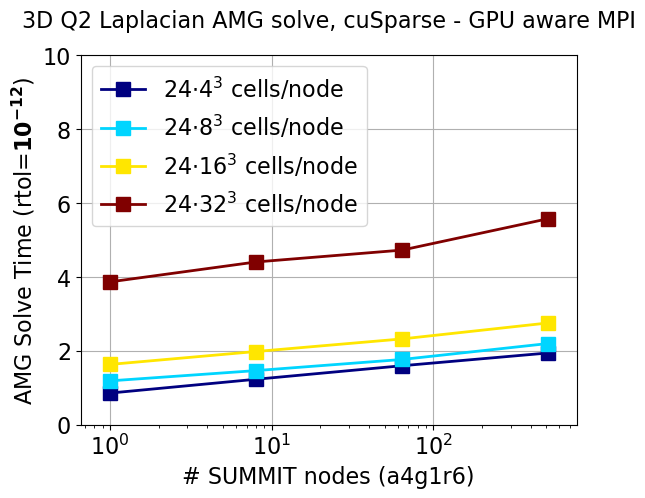 3D Q2 Laplacian AMG solve, cuSparse - GPU aware MPI
AMG Solve Time (rtol=10⁻¹²)
10
8
6
4
2
0
24·4³ cells/node
24·8³ cells/node
24·16³ cells/node
24·32³ cells/node
10⁰ 10¹ 10²
# SUMMIT nodes (a4g1r6)